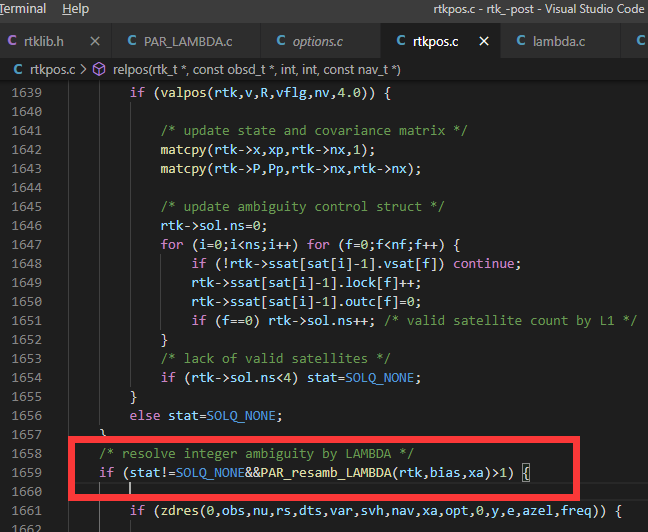 Terminal Help rtkpos.c - rtk_-post - Visual Studio Code
rtklib.h PAR_LAMBDA.c options.c rtkpos.c lambda.c
rtkpos.c > relpos(rtk_t *, const obsd_t *, int, int, const nav_t *)
1639 if (valpos(rtk,v,R,vflg,nv,4.0)) {
1640
1641 /* update state and covariance matrix */
1642 matcpy(rtk->x,xp,rtk->nx,1);
1643 matcpy(rtk->P,Pp,rtk->nx,rtk->nx);
1644
1645 /* update ambiguity control struct */
1646 rtk->sol.ns=0;
1647 for (i=0;i<ns;i++) for (f=0;f<nf;f++) {
1648 if (!rtk->ssat[sat[i]-1].vsat[f]) continue;
1649 rtk->ssat[sat[i]-1].lock[f]++;
1650 rtk->ssat[sat[i]-1].outc[f]=0;
1651 if (f==0) rtk->sol.ns++; /* valid satellite count by L1 */
1652 }
1653 /* lack of valid satellites */
1654 if (rtk->sol.ns<4) stat=SOLQ_NONE;
1655 }
1656 else stat=SOLQ_NONE;
1657 }
1658 /* resolve integer ambiguity by LAMBDA */
1659 if (stat!=SOLQ_NONE&&PAR_resamb_LAMBDA(rtk,bias,xa)>1) {
1660
1661 if (zdres(0,obs,nu,rs,dts,var,svh,nav,xa,opt,0,y,e,azel,freq)) {
1662